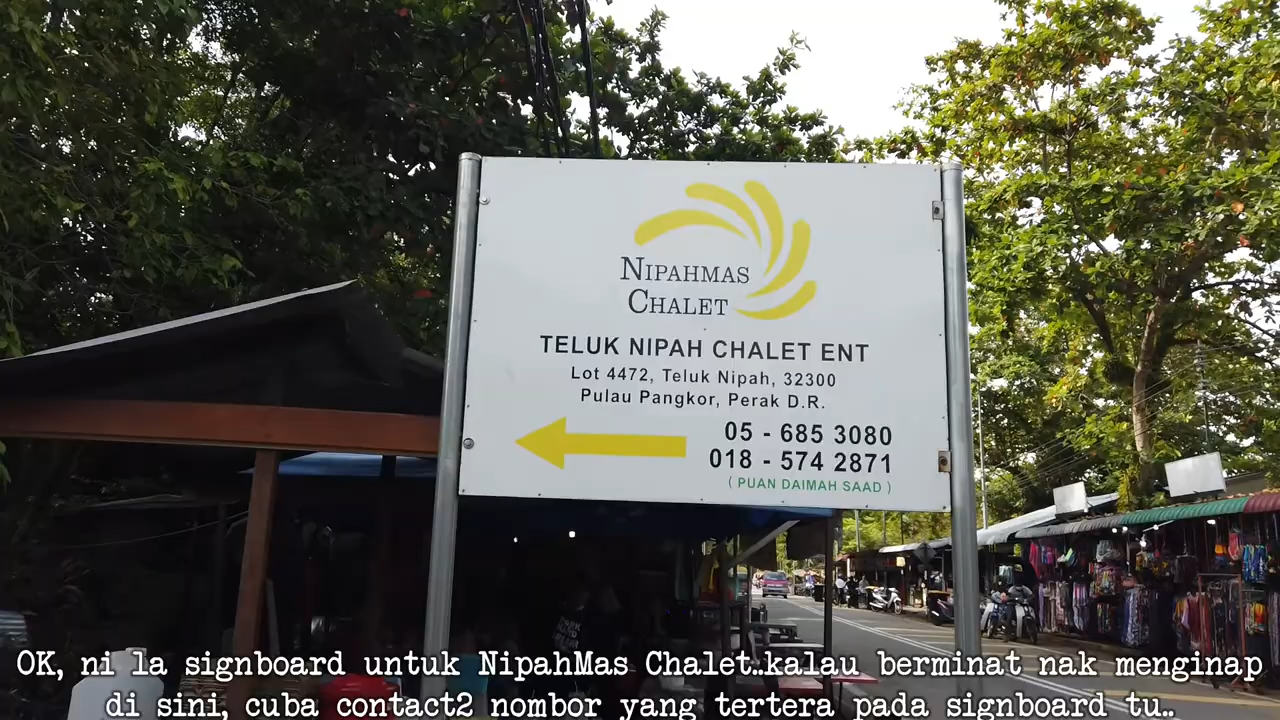 NIPAHMAS
CHALET
TELUK NIPAH CHALET ENT
Lot 4472, Teluk Nipah, 32300
Pulau Pangkor, Perak D.R.
05 - 685 3080
018 - 574 2871
( PUAN DAIMAH SAAD )
OK, ni la signboard untuk NipahMas Chalet..kalau berminat nak menginap
di sini, cuba contact2 nombor yang tertera pada signboard tu..